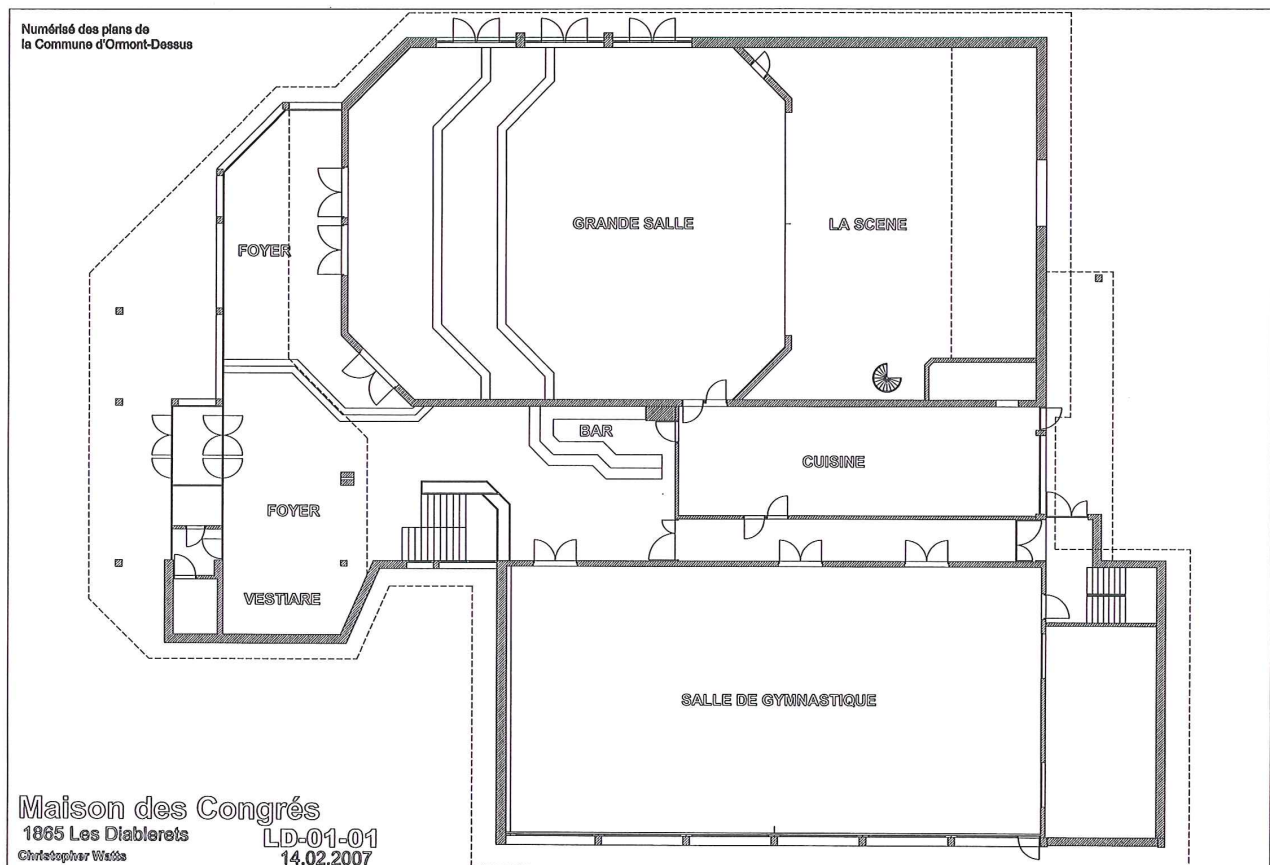 Numérisé des plans de
la Commune d'Ormont-Dessus
GRANDE SALLE
LA SCENE
FOYER
BAR
CUISINE
FOYER
VESTIARE
SALLE DE GYMNASTIQUE
Maison des Congrés
1865 Les Diablerets
LD-01-01
Christopher Watts
14.02.2007